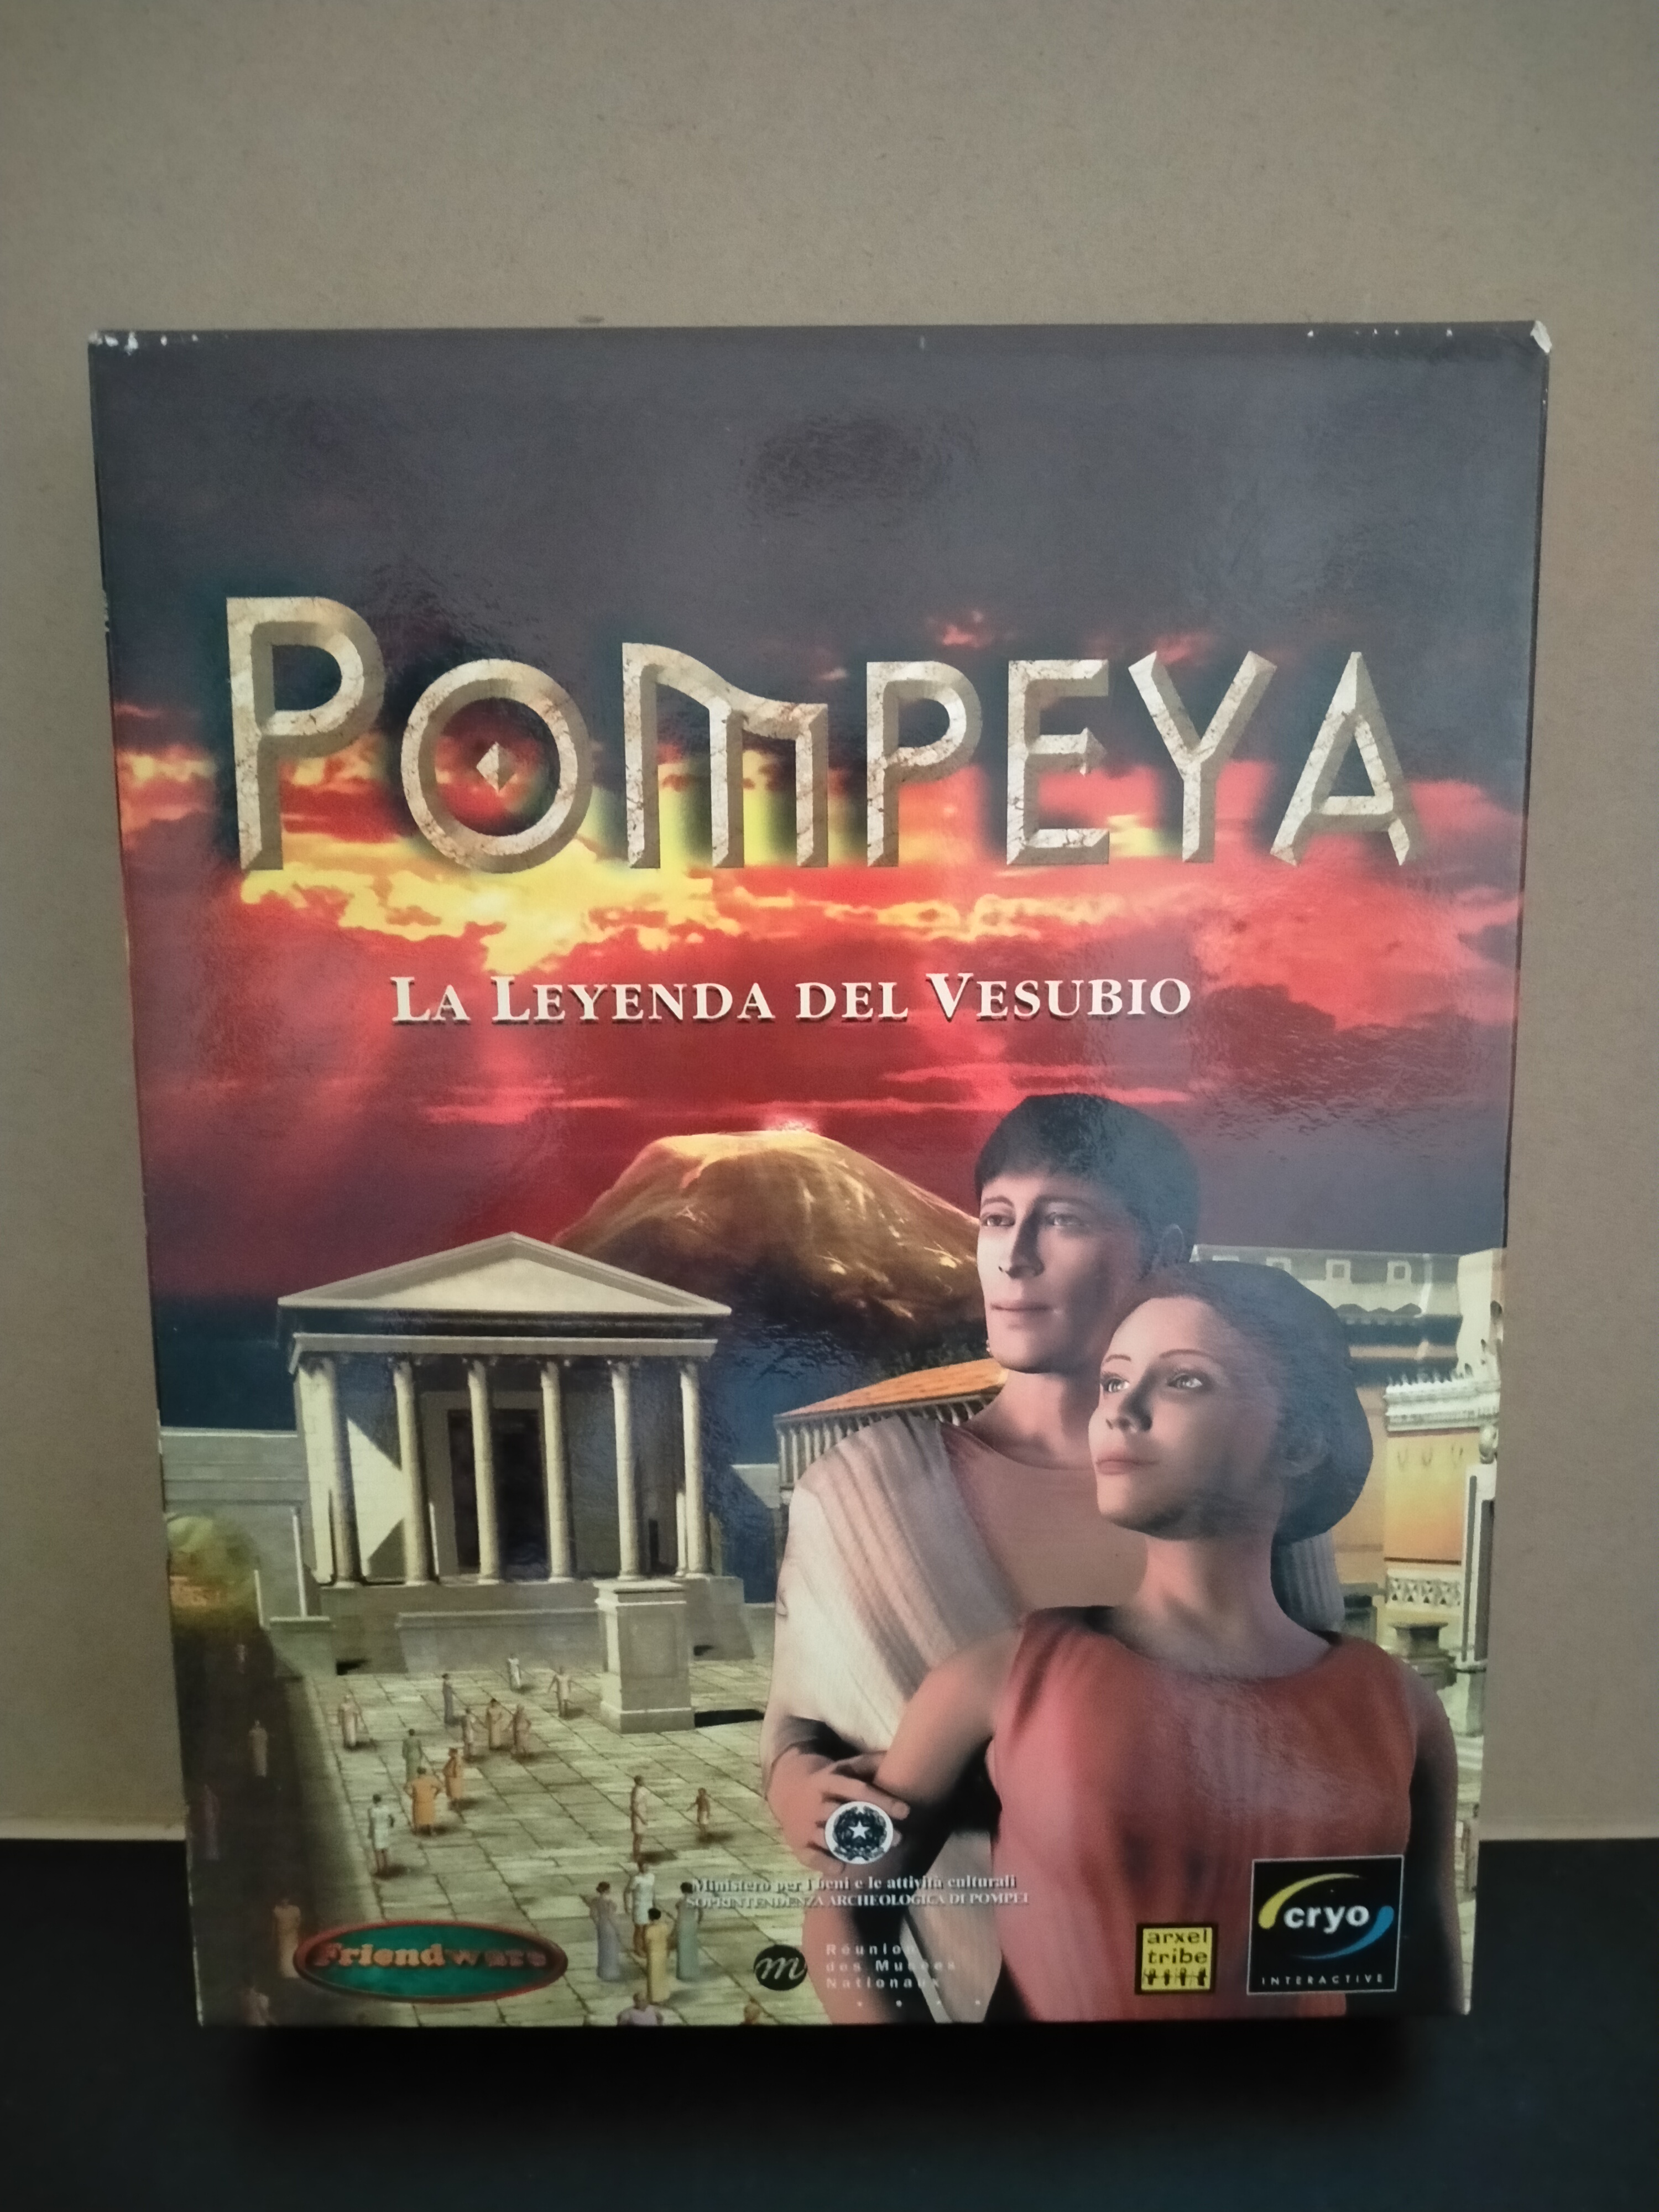 POMPEYA
LA LEYENDA DEL VESUBIO
Ministero per i beni e le attività culturali
SOPRINTENDENZA ARCHEOLOGICA DI POMPEI
Friendware
m
Réunion
des Musées
Nationaux
arxel
tribe
cryo
INTERACTIVE